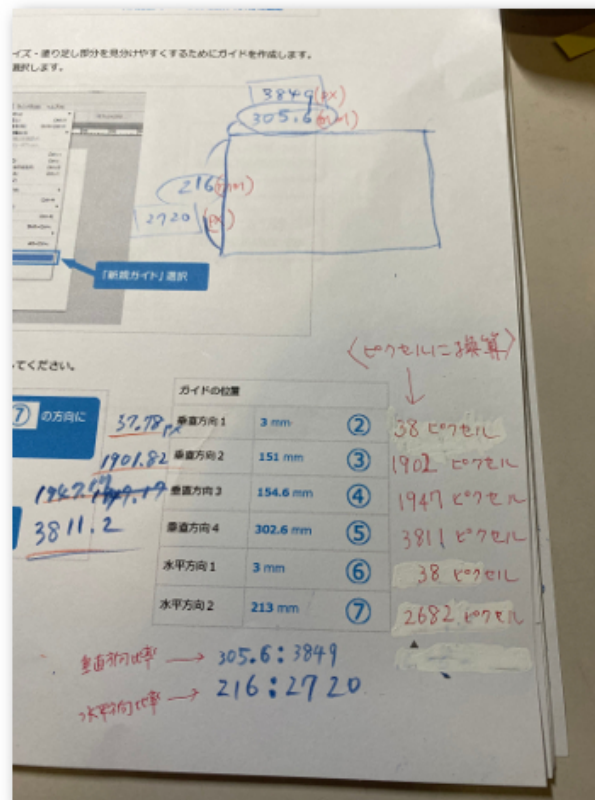 イズ・塗り足し部分を見分けやすくするためにガイドを作成します。
選択します。
3849(px)
305.6(mm)
216(mm)
2720(px)
「新規ガイド」選択
てください。
〈ピクセルによる換算〉
⑦ の方向に
ガイドの位置
37.78px 垂直方向1 3 mm ② 38 ピクセル
1901.82 垂直方向2 151 mm ③ 1902 ピクセル
垂直方向3 154.6 mm ④ 1947 ピクセル
3811.2 垂直方向4 302.6 mm ⑤ 3811 ピクセル
水平方向1 3 mm ⑥ 38 ピクセル
水平方向2 213 mm ⑦ 2682 ピクセル
垂直方向比率 → 305.6:3849
水平方向比率 → 216:2720